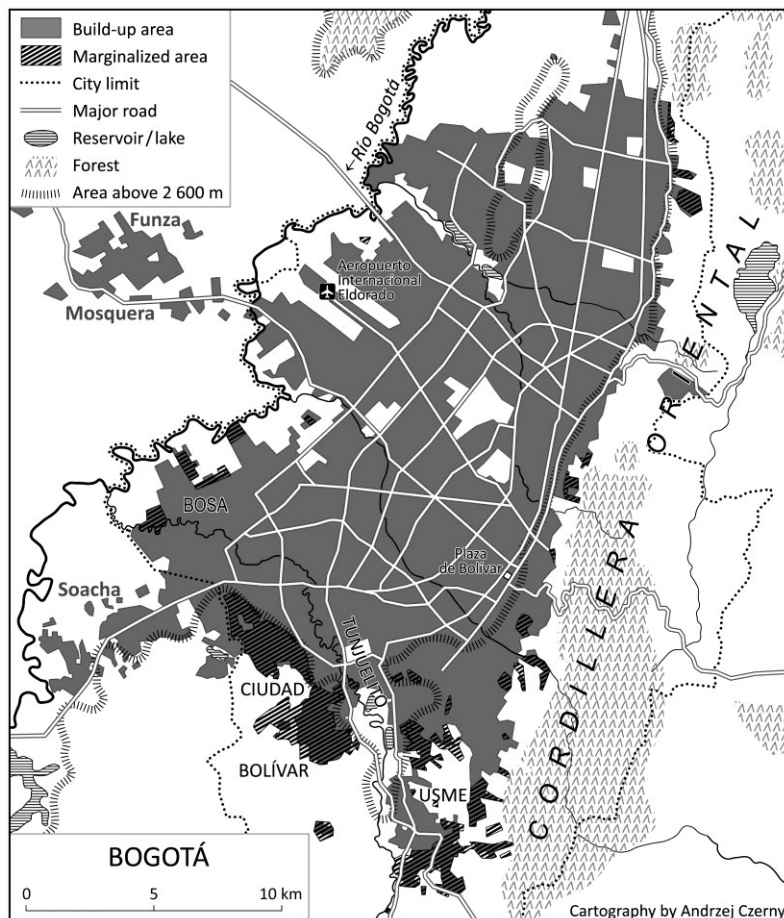 Build-up area
Marginalized area
City limit
Major road
Reservoir/lake
Forest
Area above 2 600 m
←Río Bogotá
Funza
Mosquera
Aeropuerto
Internacional
Eldorado
ORIENTAL
BOSA
Plaza
de Bolívar
Soacha
TUNJUELITO
CIUDAD
BOLÍVAR
USME
CORDILLERA
BOGOTÁ
0 5 10 km
Cartography by Andrzej Czerny